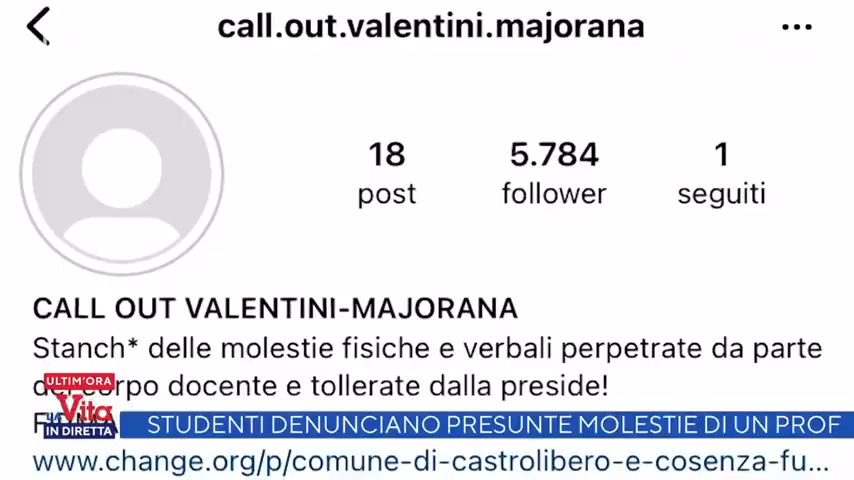 call.out.valentini.majorana
18 5.784 1
post follower seguiti
CALL OUT VALENTINI-MAJORANA
Stanch* delle molestie fisiche e verbali perpetrate da parte
corpo docente e tollerate dalla preside!
ULTIM'ORA
LA Vita
IN DIRETTA
STUDENTI DENUNCIANO PRESUNTE MOLESTIE DI UN PROF
www.change.org/p/comune-di-castrolibero-e-cosenza-fu...